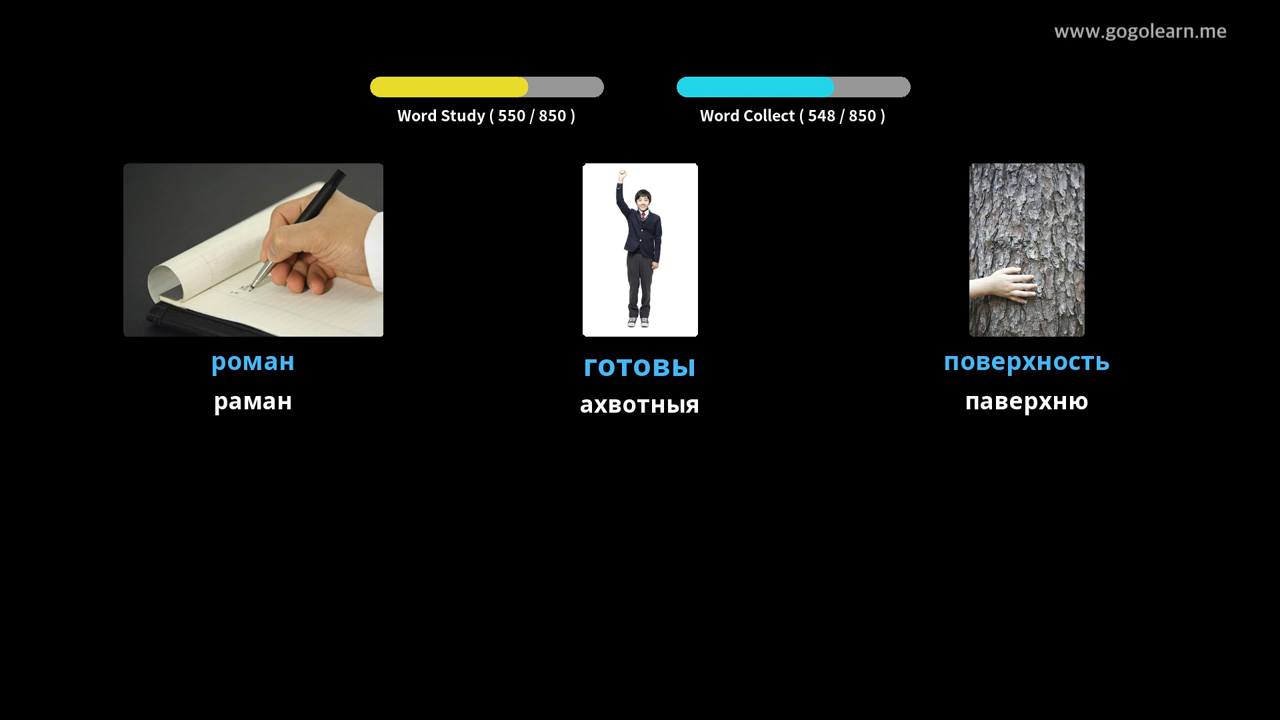 www.gogolearn.me
Word Study ( 550 / 850 )
Word Collect ( 548 / 850 )
роман
готовы
поверхность
раман
ахвотныя
паверхню